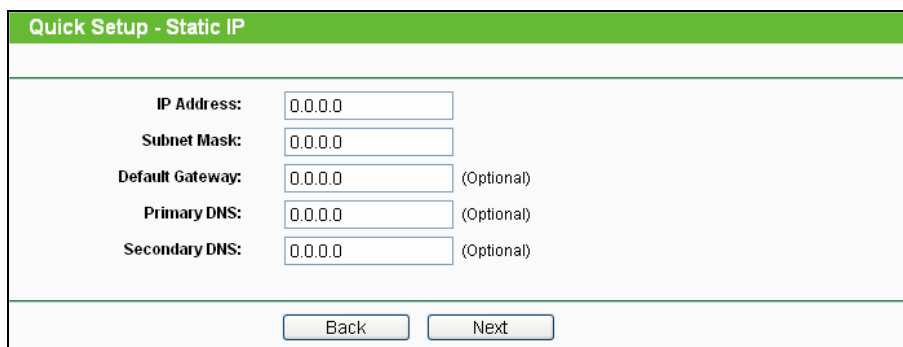 Quick Setup - Static IP
IP Address: 0.0.0.0
Subnet Mask: 0.0.0.0
Default Gateway: 0.0.0.0 (Optional)
Primary DNS: 0.0.0.0 (Optional)
Secondary DNS: 0.0.0.0 (Optional)
Back Next